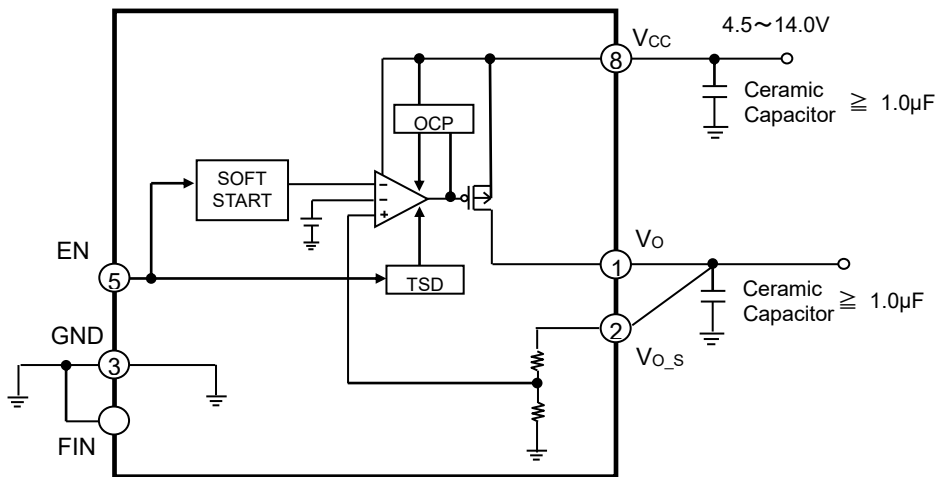 4.5～14.0V
VCC
8
Ceramic
Capacitor ≧ 1.0µF
OCP
SOFT
START
−
−
+
EN
5
TSD
VO
1
Ceramic
Capacitor ≧ 1.0µF
GND
3
2
VO_S
FIN